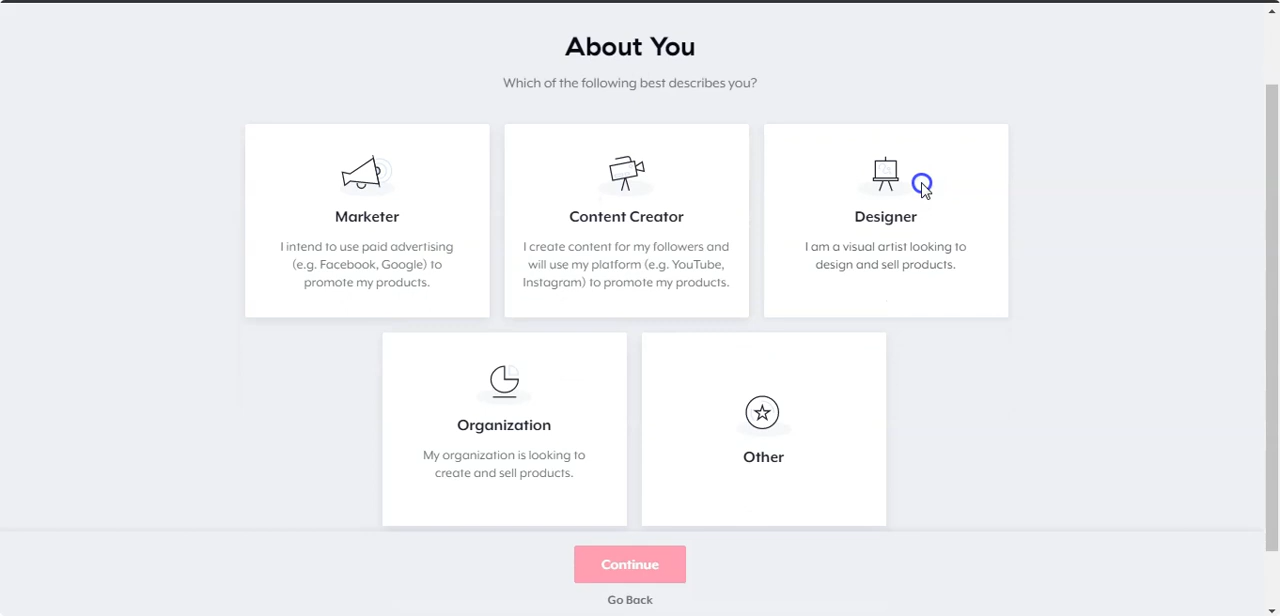 About You
Which of the following best describes you?
Marketer
I intend to use paid advertising
(e.g. Facebook, Google) to
promote my products.
Content Creator
I create content for my followers and
will use my platform (e.g. YouTube,
Instagram) to promote my products.
Designer
I am a visual artist looking to
design and sell products.
Organization
My organization is looking to
create and sell products.
Other
Continue
Go Back